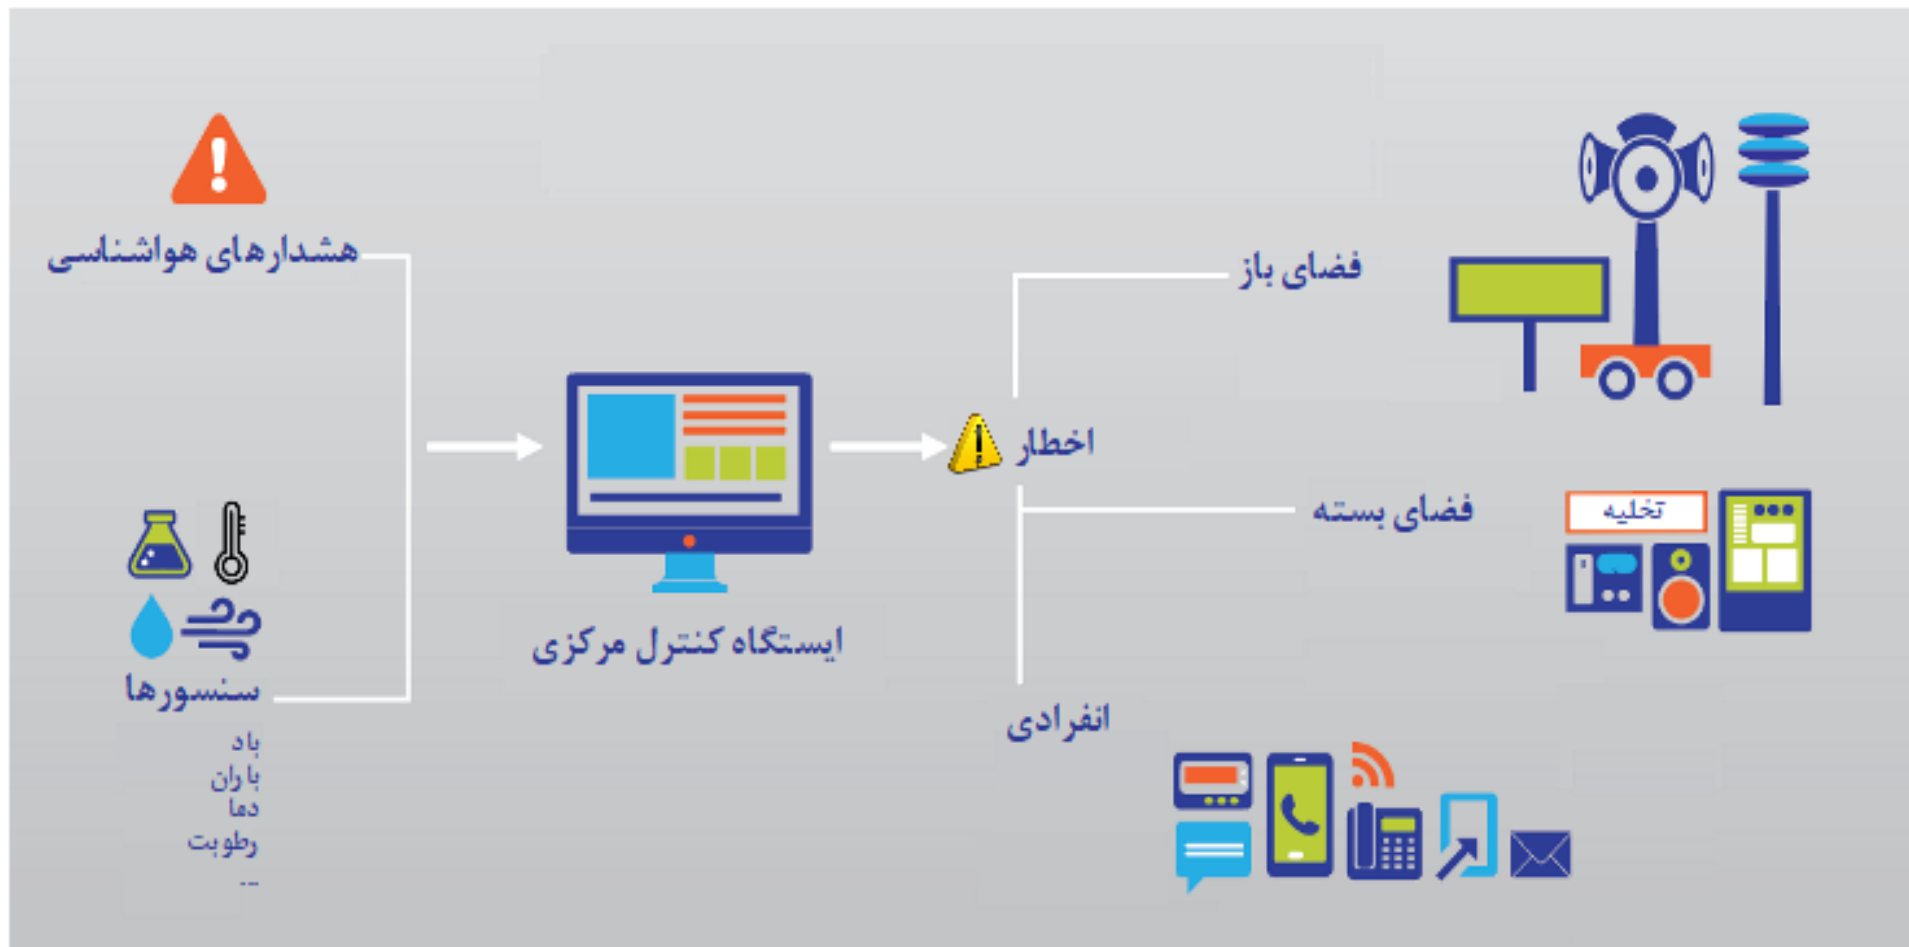 هشدارهای هواشناسی
سنسورها
باد
باران
دما
رطوبت
...
ایستگاه کنترل مرکزی
اخطار
فضای باز
فضای بسته
تخلیه
انفرادی